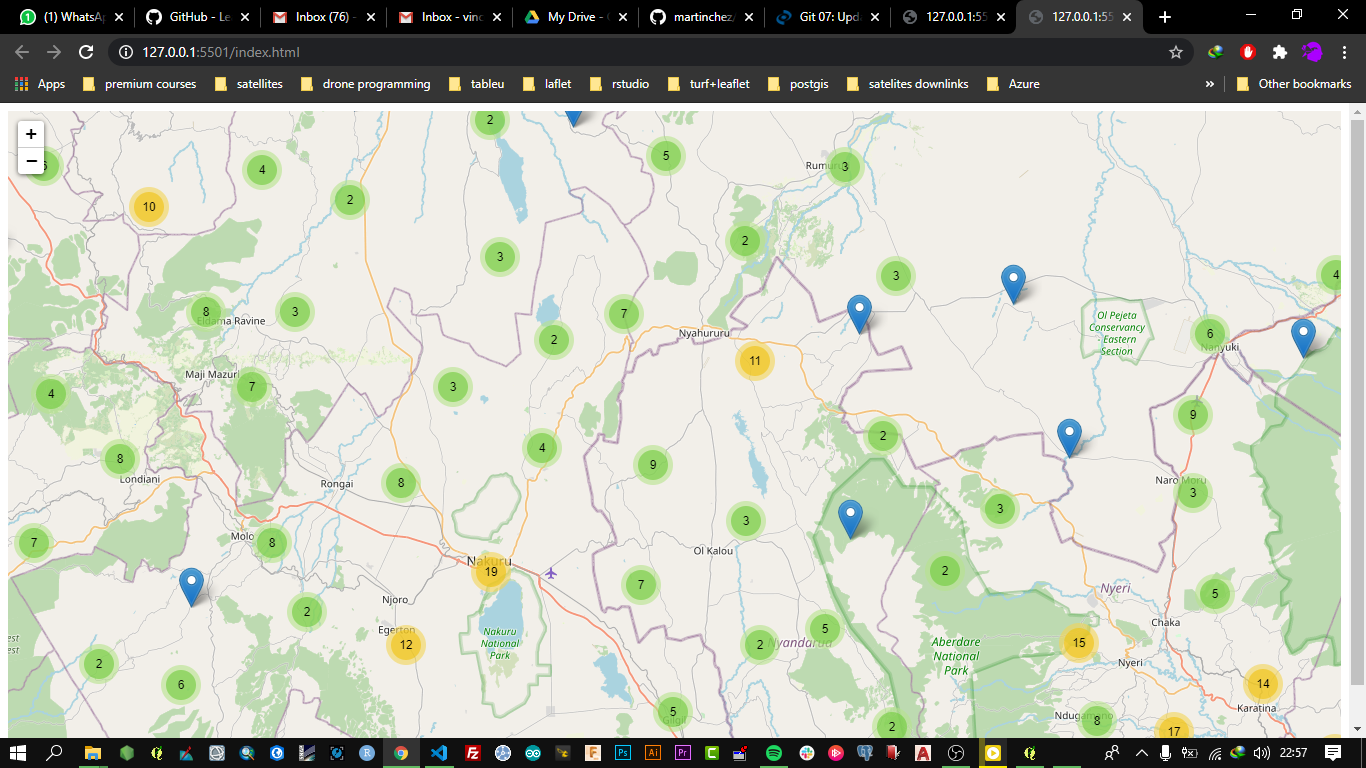 (1) WhatsA
GitHub - Le
Inbox (76) -
Inbox - vinc
My Drive -
martinchez
Git 07: Upd
127.0.0.1:55
127.0.0.1:55
127.0.0.1:5501/index.html
Apps
premium courses
satellites
drone programming
tableu
laflet
rstudio
turf+leaflet
postgis
satelites downlinks
Azure
»
Other bookmarks
+
−
2
5
Rumuru
3
6
4
10
2
2
3
3
4
8
Eldama Ravine
3
7
2
Nyahururu
11
Ol Pejeta
Conservancy
- Eastern
Section
6
Nanyuki
Maji Mazuri
7
3
4
9
2
4
8
Londiani
Rongai
8
9
Naro Moru
3
3
3
7
Molo
8
Ol Kalou
Nakuru
19
2
7
Nyeri
5
Njoro
2
Egerton
12
Nakuru
National
Park
2
Nyandarua
5
Aberdare
National
Park
15
Chaka
Nyeri
2
6
14
Karatina
5
Gilgil
2
8
17
22:57